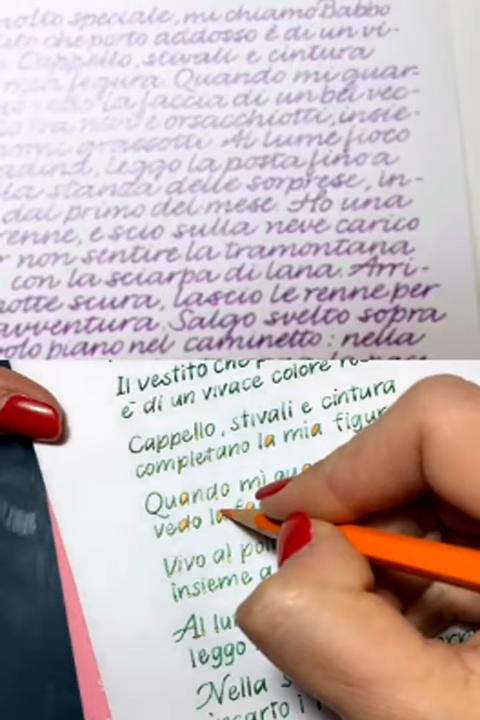 molto speciale, mi chiamo Babbo
che porto addosso è di un vi-
Cappello, stivali e cintura
figura. Quando mi guar-
la faccia di un bel vec-
e orsacchiotti, insie-
grassotti. Al lume fioco
leggo la posta fino a
la stanza delle sorprese, in-
dal primo del mese. Ho una
renne, e scio sulla neve carico
non sentire la tramontana
con la sciarpa di lana. Arri-
notte scura, lascio le renne per
avventura. Salgo svelto sopra
piano nel caminetto: nella
Il vestito che
è di un vivace colore
Cappello, stivali e cintura
completano la mia figur
Quando mi
vedo la
Vivo al
insieme a
Al
leggo
Nella